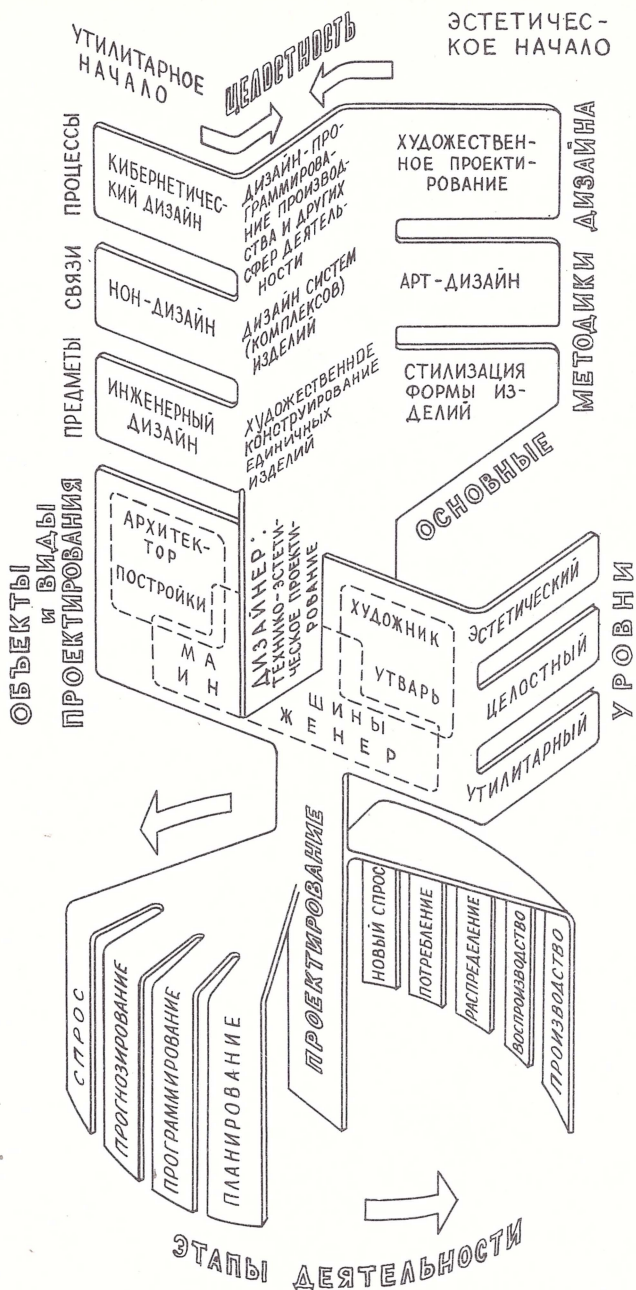 УТИЛИТАРНОЕ
НАЧАЛО
ЦЕЛОСТНОСТЬ
ЭСТЕТИЧЕС-
КОЕ НАЧАЛО
ПРОЦЕССЫ
СВЯЗИ
ПРЕДМЕТЫ
КИБЕРНЕТИЧЕС-
КИЙ ДИЗАЙН
НОН-ДИЗАЙН
ИНЖЕНЕРНЫЙ
ДИЗАЙН
ДИЗАЙН-ПРО-
ГРАММИРОВА-
НИЕ ПРОИЗВОД-
СТВА И ДРУГИХ
СФЕР ДЕЯТЕЛЬ-
НОСТИ
ДИЗАЙН СИСТЕМ
(КОМПЛЕКСОВ)
ИЗДЕЛИЙ
ХУДОЖЕСТВЕННОЕ
КОНСТРУИРОВАНИЕ
ЕДИНИЧНЫХ
ИЗДЕЛИЙ
ХУДОЖЕСТВЕН-
НОЕ ПРОЕКТИ-
РОВАНИЕ
АРТ-ДИЗАЙН
СТИЛИЗАЦИЯ
ФОРМЫ ИЗ-
ДЕЛИЙ
ОСНОВНЫЕ
МЕТОДИКИ ДИЗАЙНА
ОБЪЕКТЫ
И ВИДЫ
ПРОЕКТИРОВАНИЯ
АРХИТЕК-
ТОР
ПОСТРОЙКИ
ДИЗАЙНЕР:
ТЕХНИКО-ЭСТЕТИ-
ЧЕСКОЕ ПРОЕКТИ-
РОВАНИЕ
ХУДОЖНИК
УТВАРЬ
МАШИНЫ
ИНЖЕНЕР
ЭСТЕТИЧЕСКИЙ
ЦЕЛОСТНЫЙ
УТИЛИТАРНЫЙ
УРОВНИ
СПРОС
ПРОГНОЗИРОВАНИЕ
ПРОГРАММИРОВАНИЕ
ПЛАНИРОВАНИЕ
ПРОЕКТИРОВАНИЕ
НОВЫЙ СПРОС
ПОТРЕБЛЕНИЕ
РАСПРЕДЕЛЕНИЕ
ВОСПРОИЗВОДСТВО
ПРОИЗВОДСТВО
ЭТАПЫ ДЕЯТЕЛЬНОСТИ